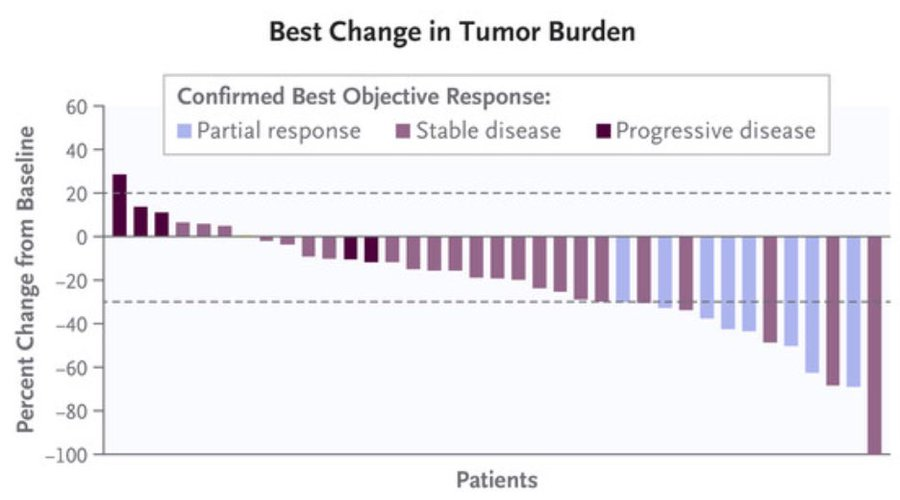 Best Change in Tumor Burden
Confirmed Best Objective Response:
Partial response Stable disease Progressive disease
Percent Change from Baseline
60
40
20
0
−20
−40
−60
−80
−100
Patients